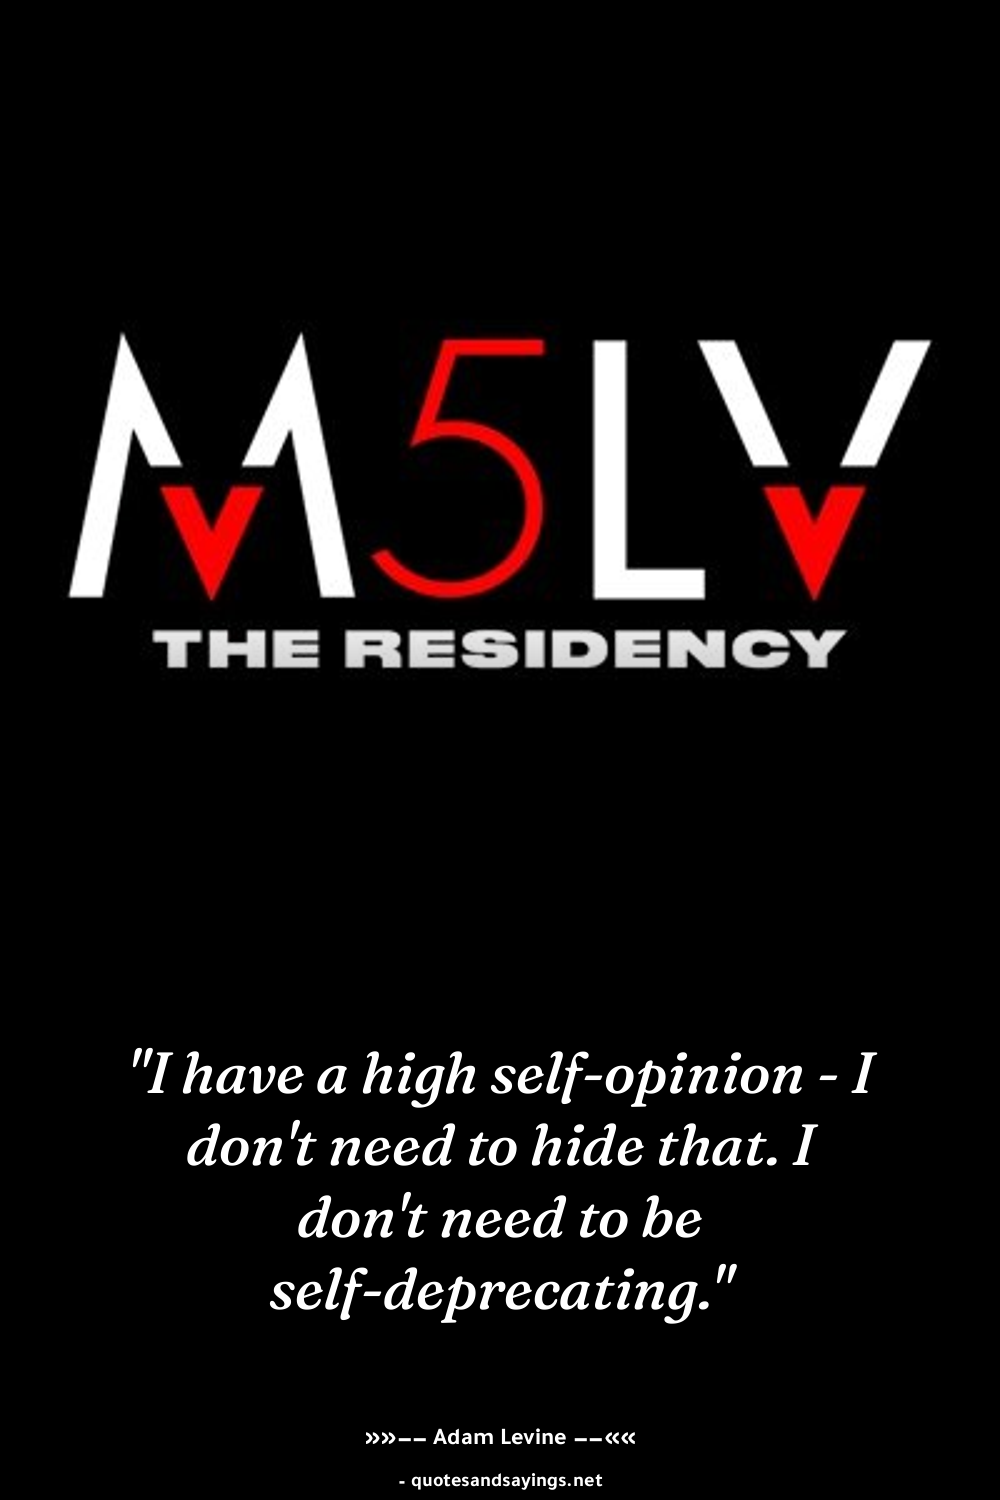 M5LV
THE RESIDENCY
"I have a high self-opinion - I
don't need to hide that. I
don't need to be
self-deprecating."
»»−− Adam Levine −−««
- quotesandsayings.net